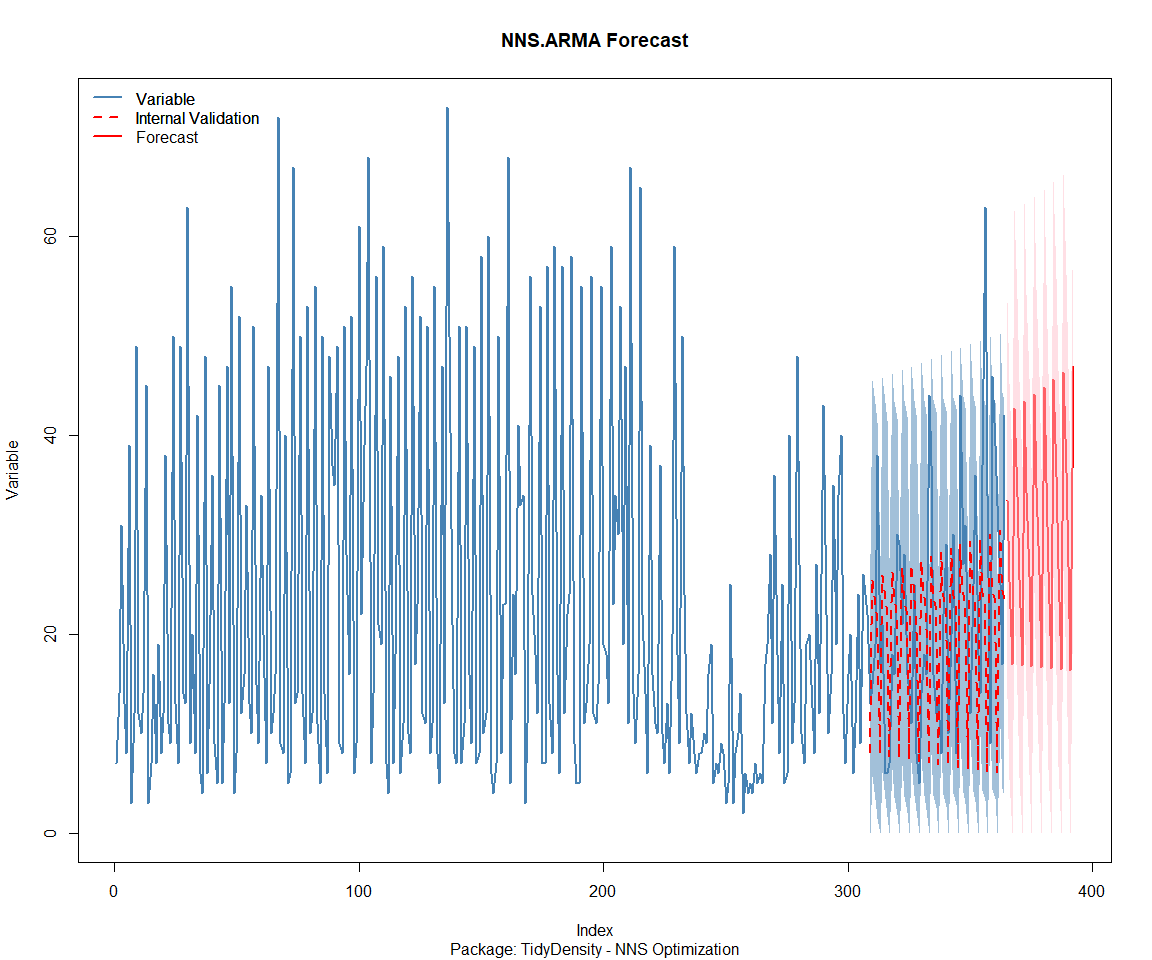 NNS.ARMA Forecast
Variable
Internal Validation
Forecast
Variable
60
40
20
0
0 100 200 300 400
Index
Package: TidyDensity - NNS Optimization